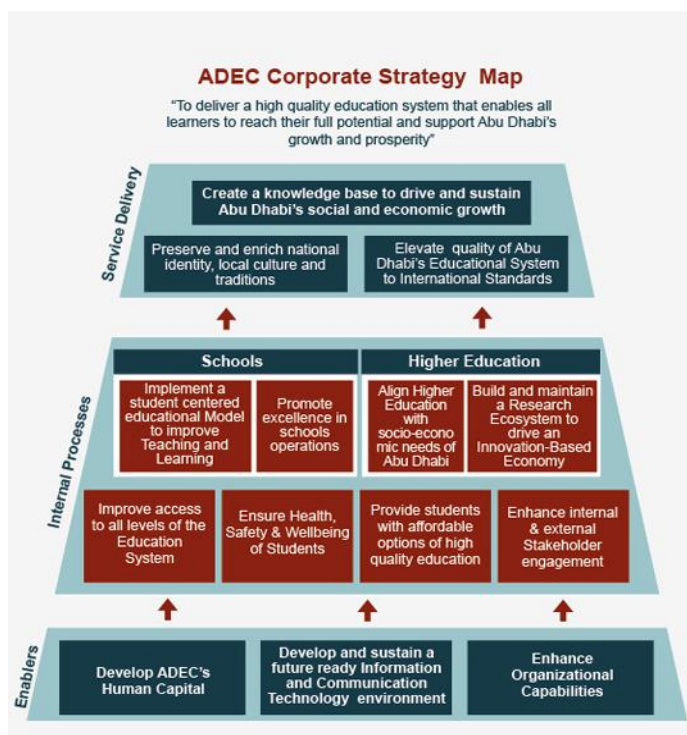 ADEC Corporate Strategy Map
“To deliver a high quality education system that enables all
learners to reach their full potential and support Abu Dhabi’s
growth and prosperity”
Service Delivery
Create a knowledge base to drive and sustain
Abu Dhabi’s social and economic growth
Preserve and enrich national
identity, local culture and
traditions
Elevate quality of Abu
Dhabi’s Educational System
to International Standards
Internal Processes
Schools
Implement a
student centered
educational Model
to improve
Teaching and
Learning
Promote
excellence in
schools
operations
Higher Education
Align Higher
Education
with
socio-econo
mic needs of
Abu Dhabi
Build and maintain
a Research
Ecosystem to
drive an
Innovation-Based
Economy
Improve access
to all levels of the
Education
System
Ensure Health,
Safety & Wellbeing
of Students
Provide students
with affordable
options of high
quality education
Enhance internal
& external
Stakeholder
engagement
Enablers
Develop ADEC’s
Human Capital
Develop and sustain a
future ready Information
and Communication
Technology environment
Enhance
Organizational
Capabilities